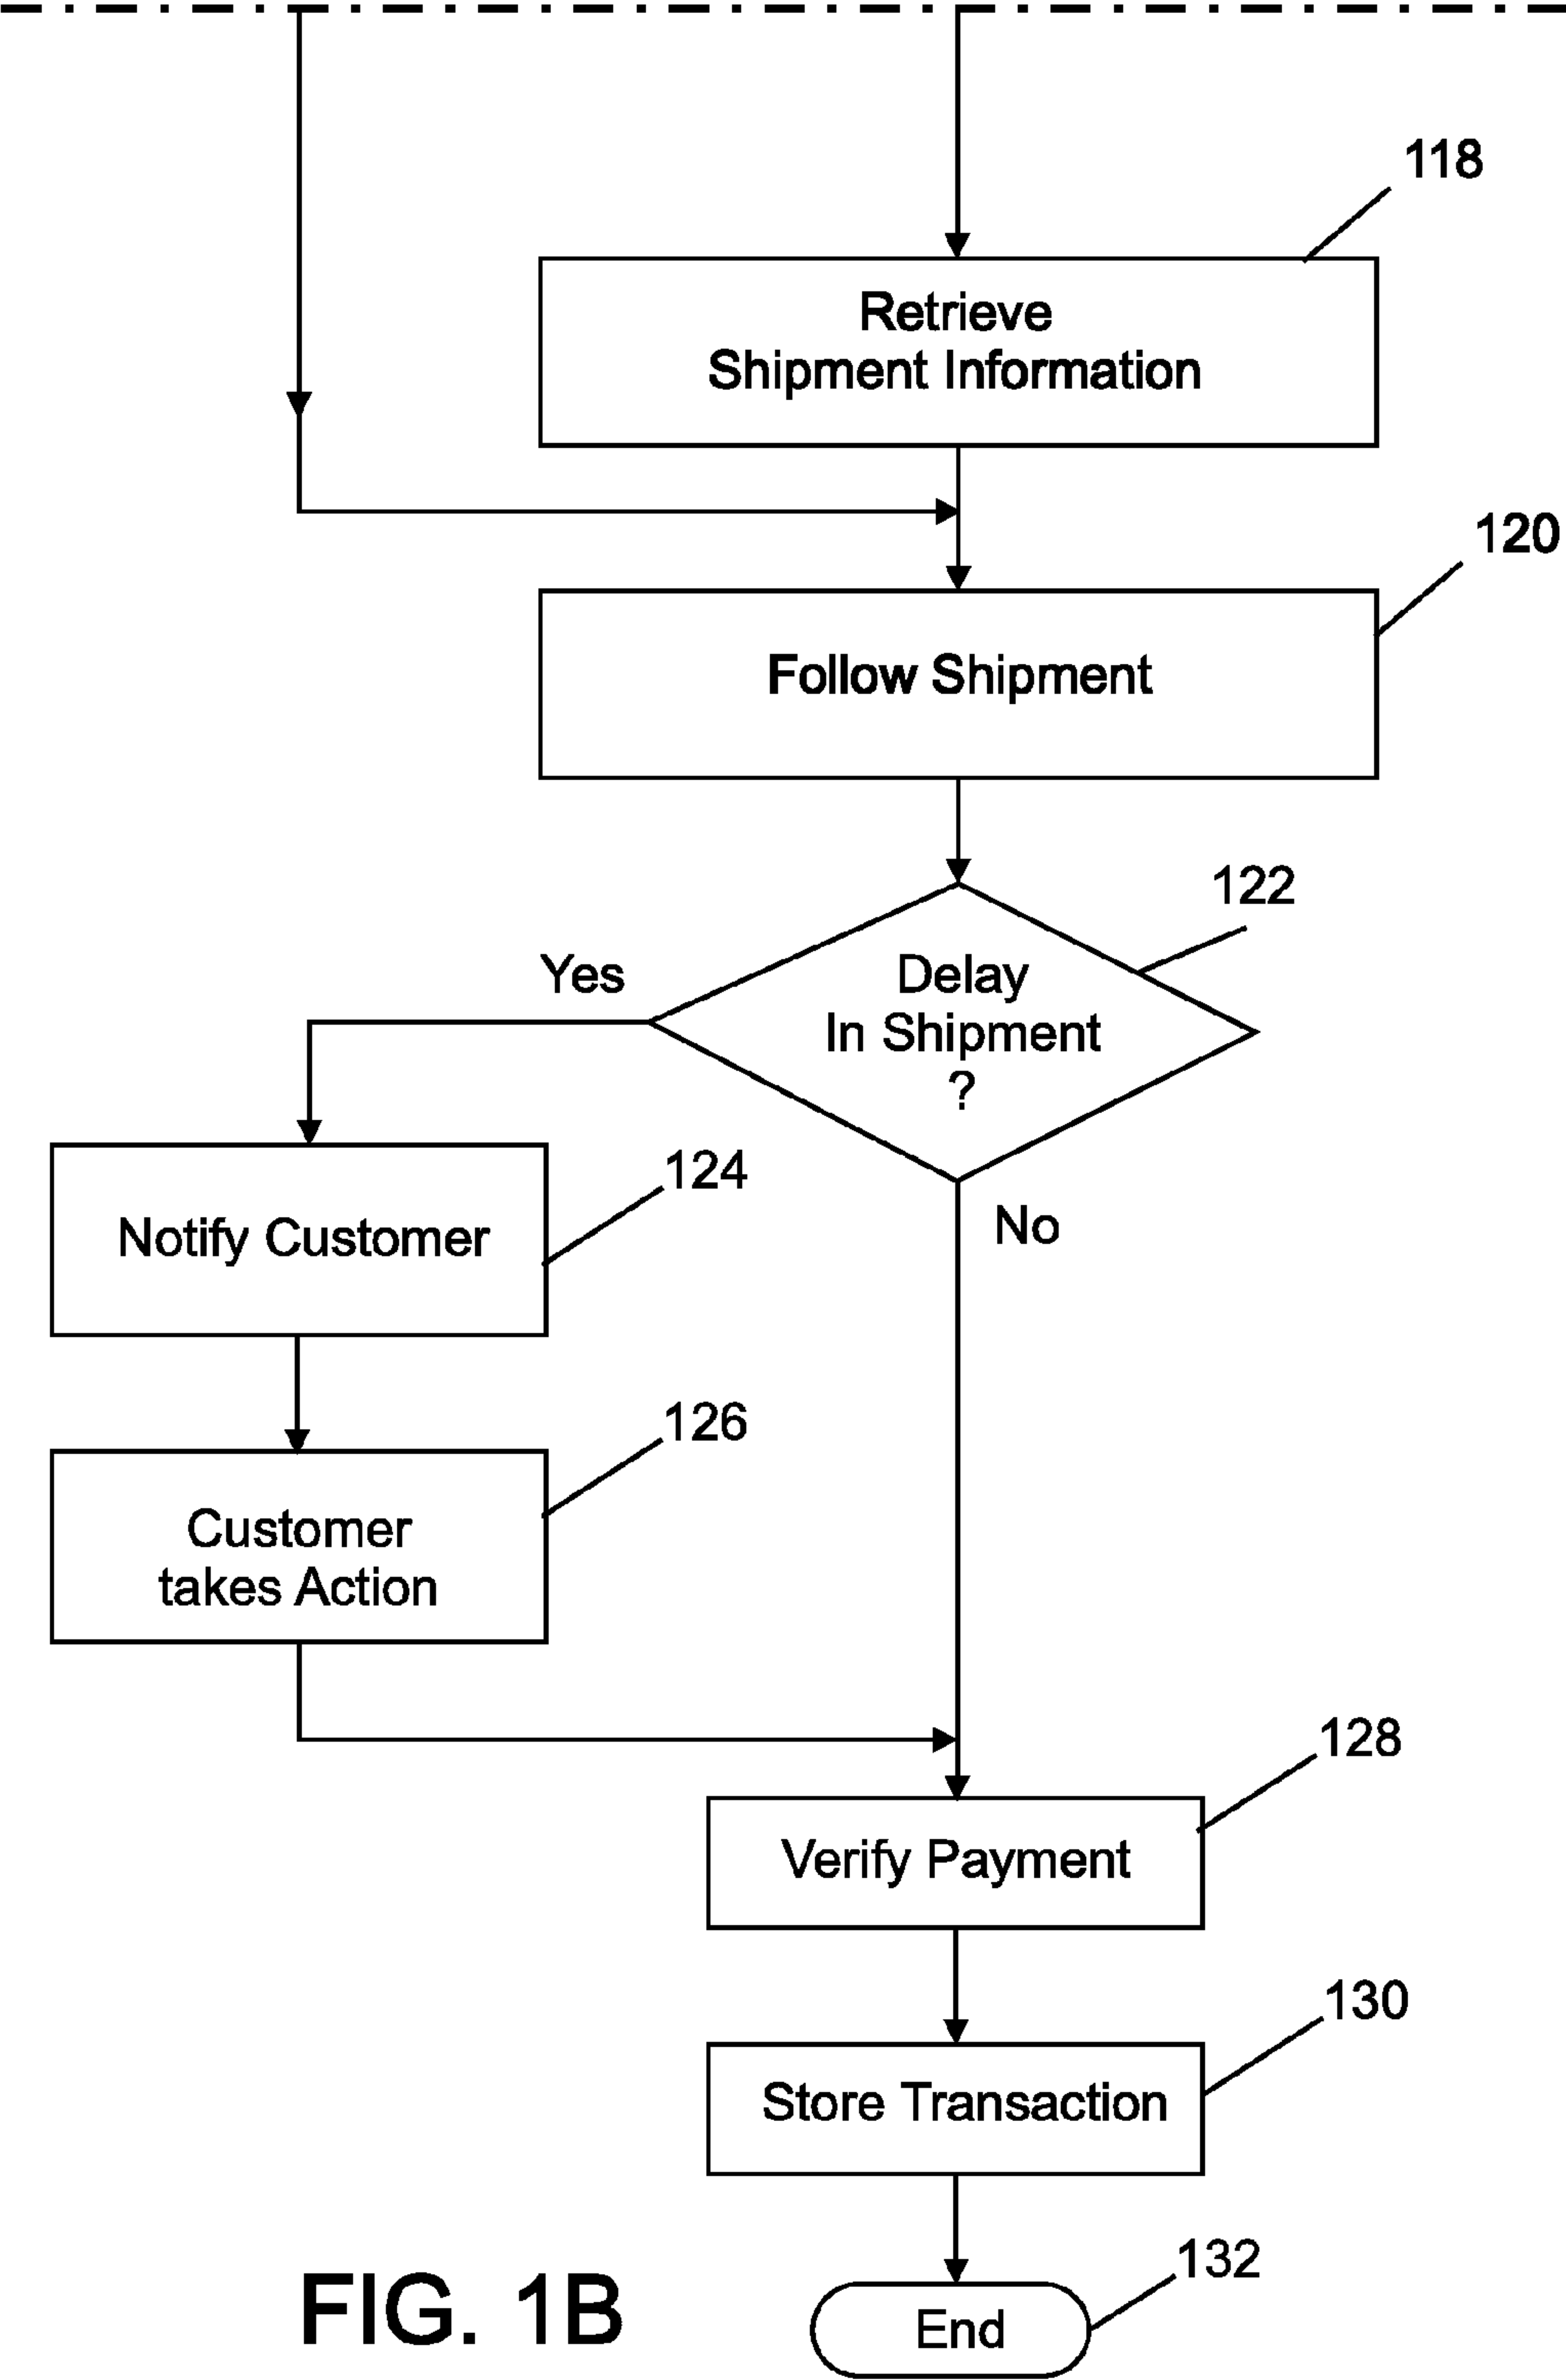 118
Retrieve
Shipment Information
120
Follow Shipment
122
Yes
Delay
In Shipment
?
No
124
Notify Customer
126
Customer
takes Action
128
Verify Payment
130
Store Transaction
132
End
FIG. 1B